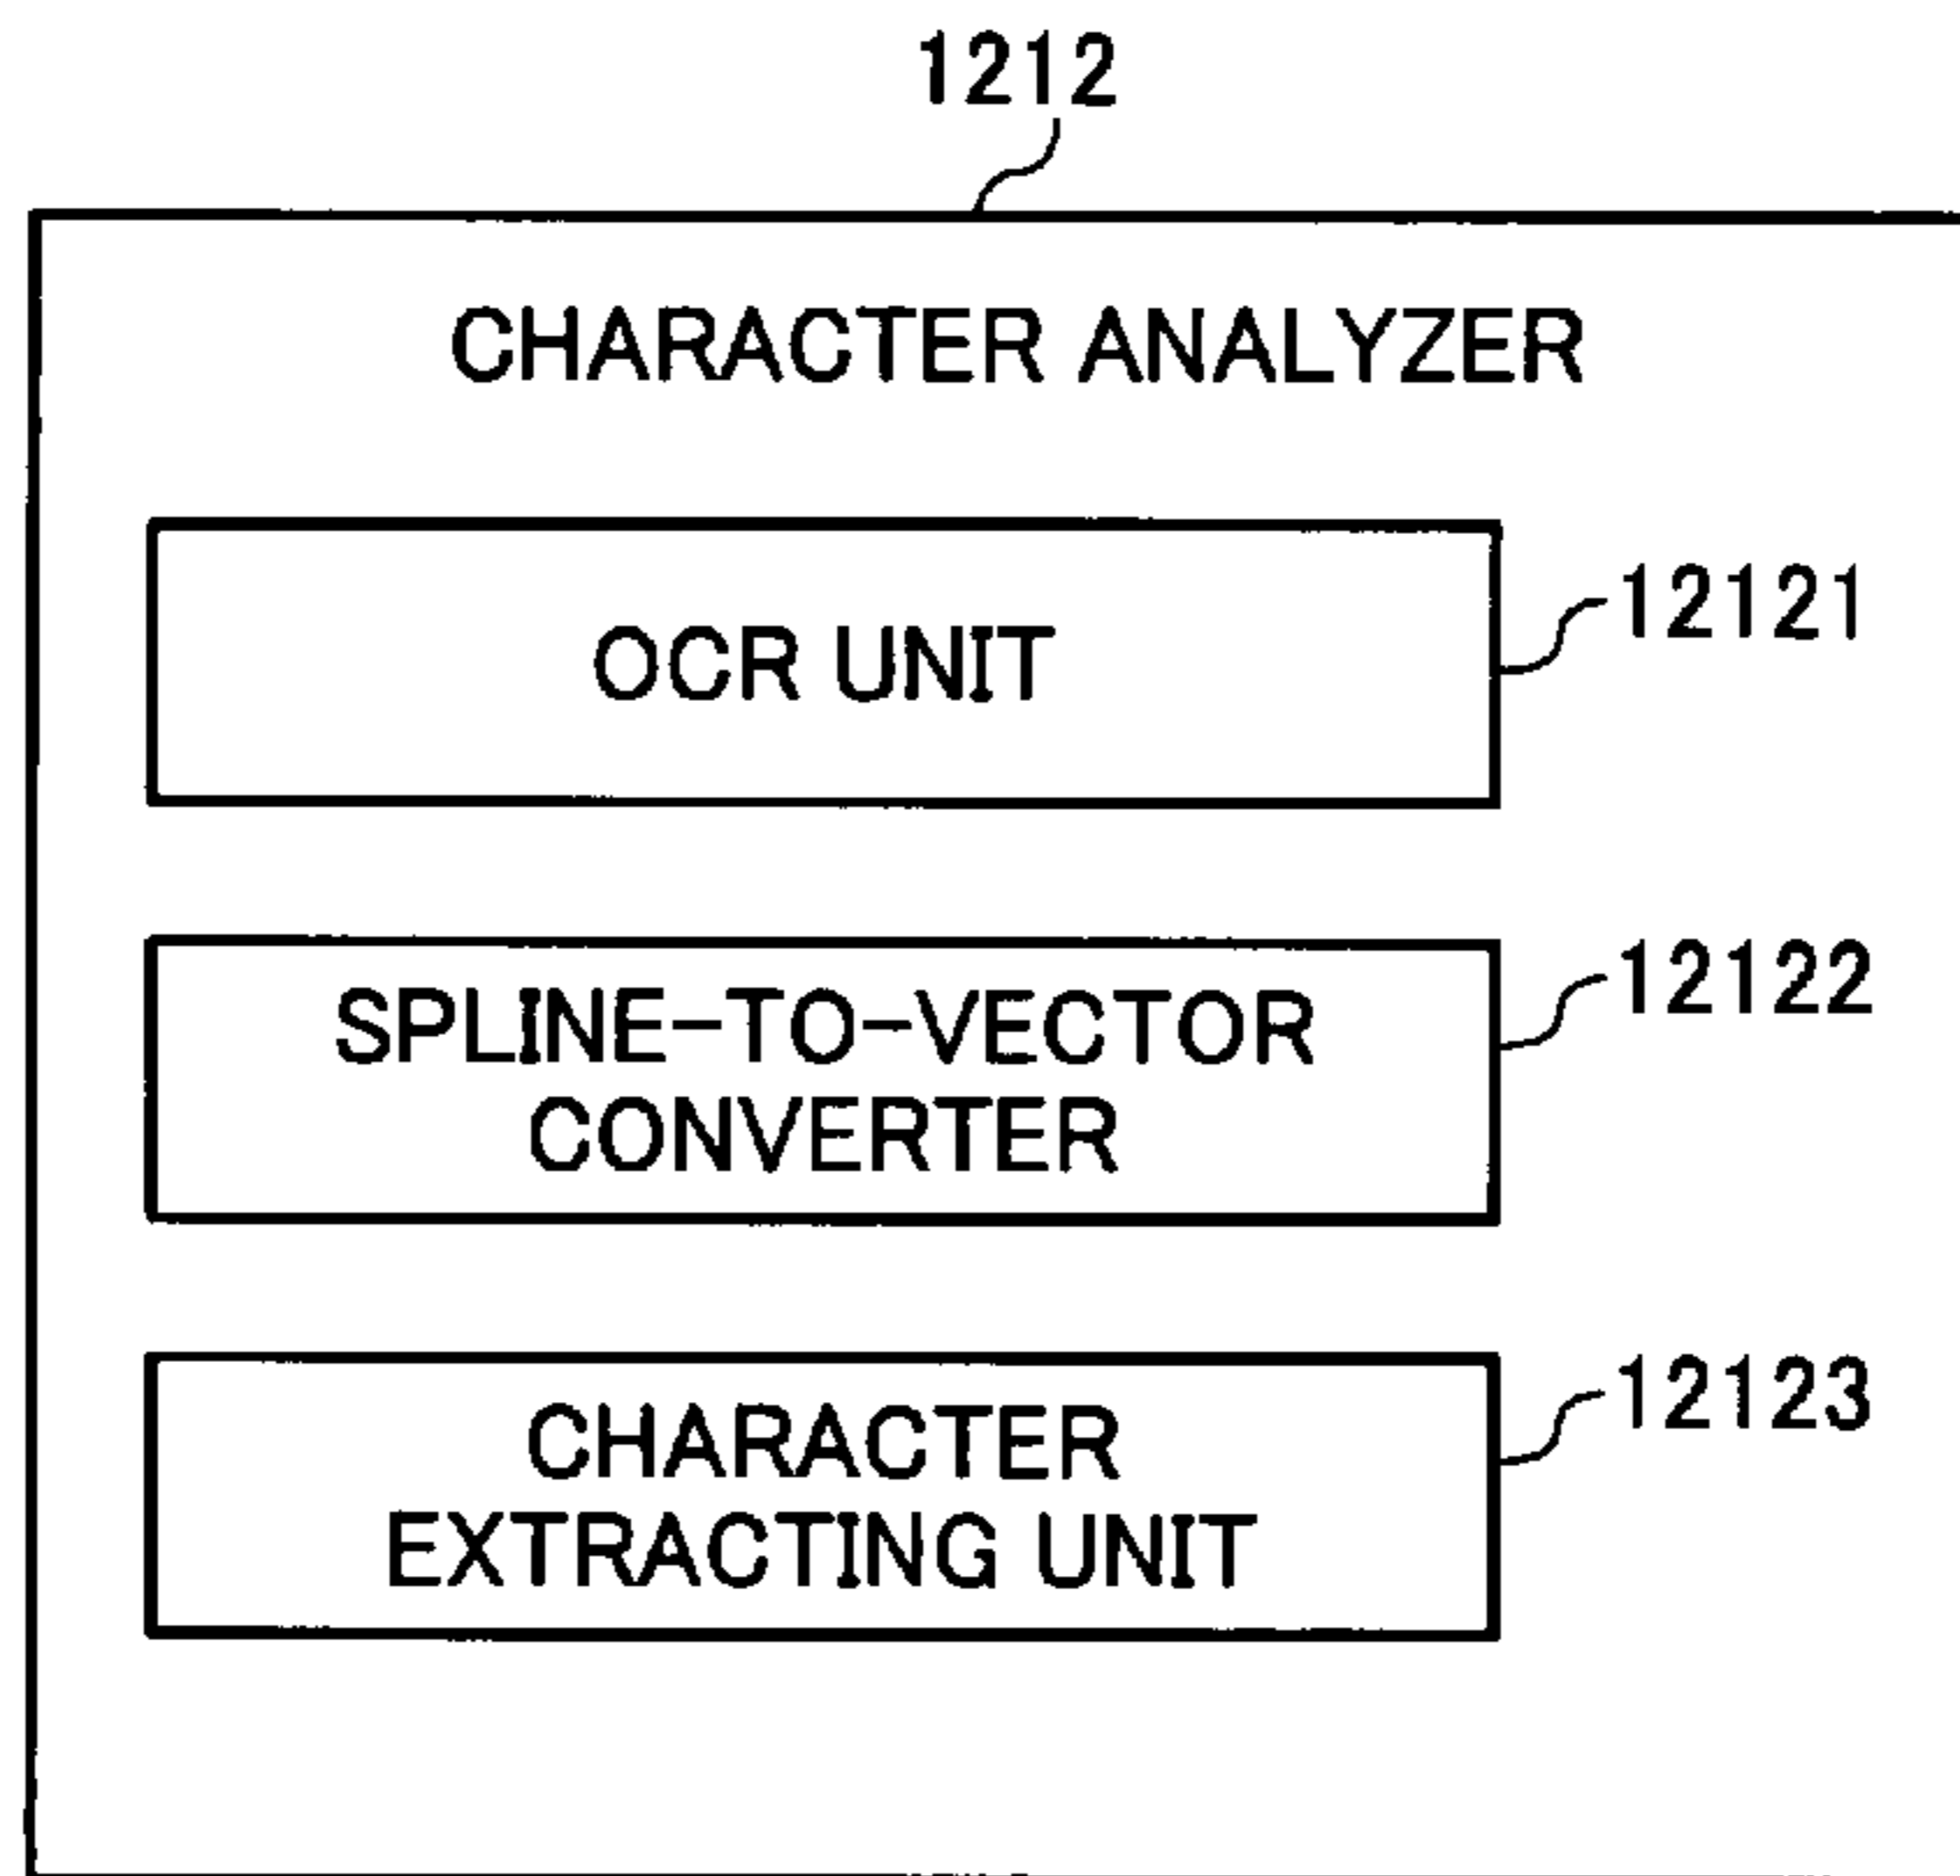 1212
CHARACTER ANALYZER
OCR UNIT
12121
SPLINE-TO-VECTOR
CONVERTER
12122
CHARACTER
EXTRACTING UNIT
12123